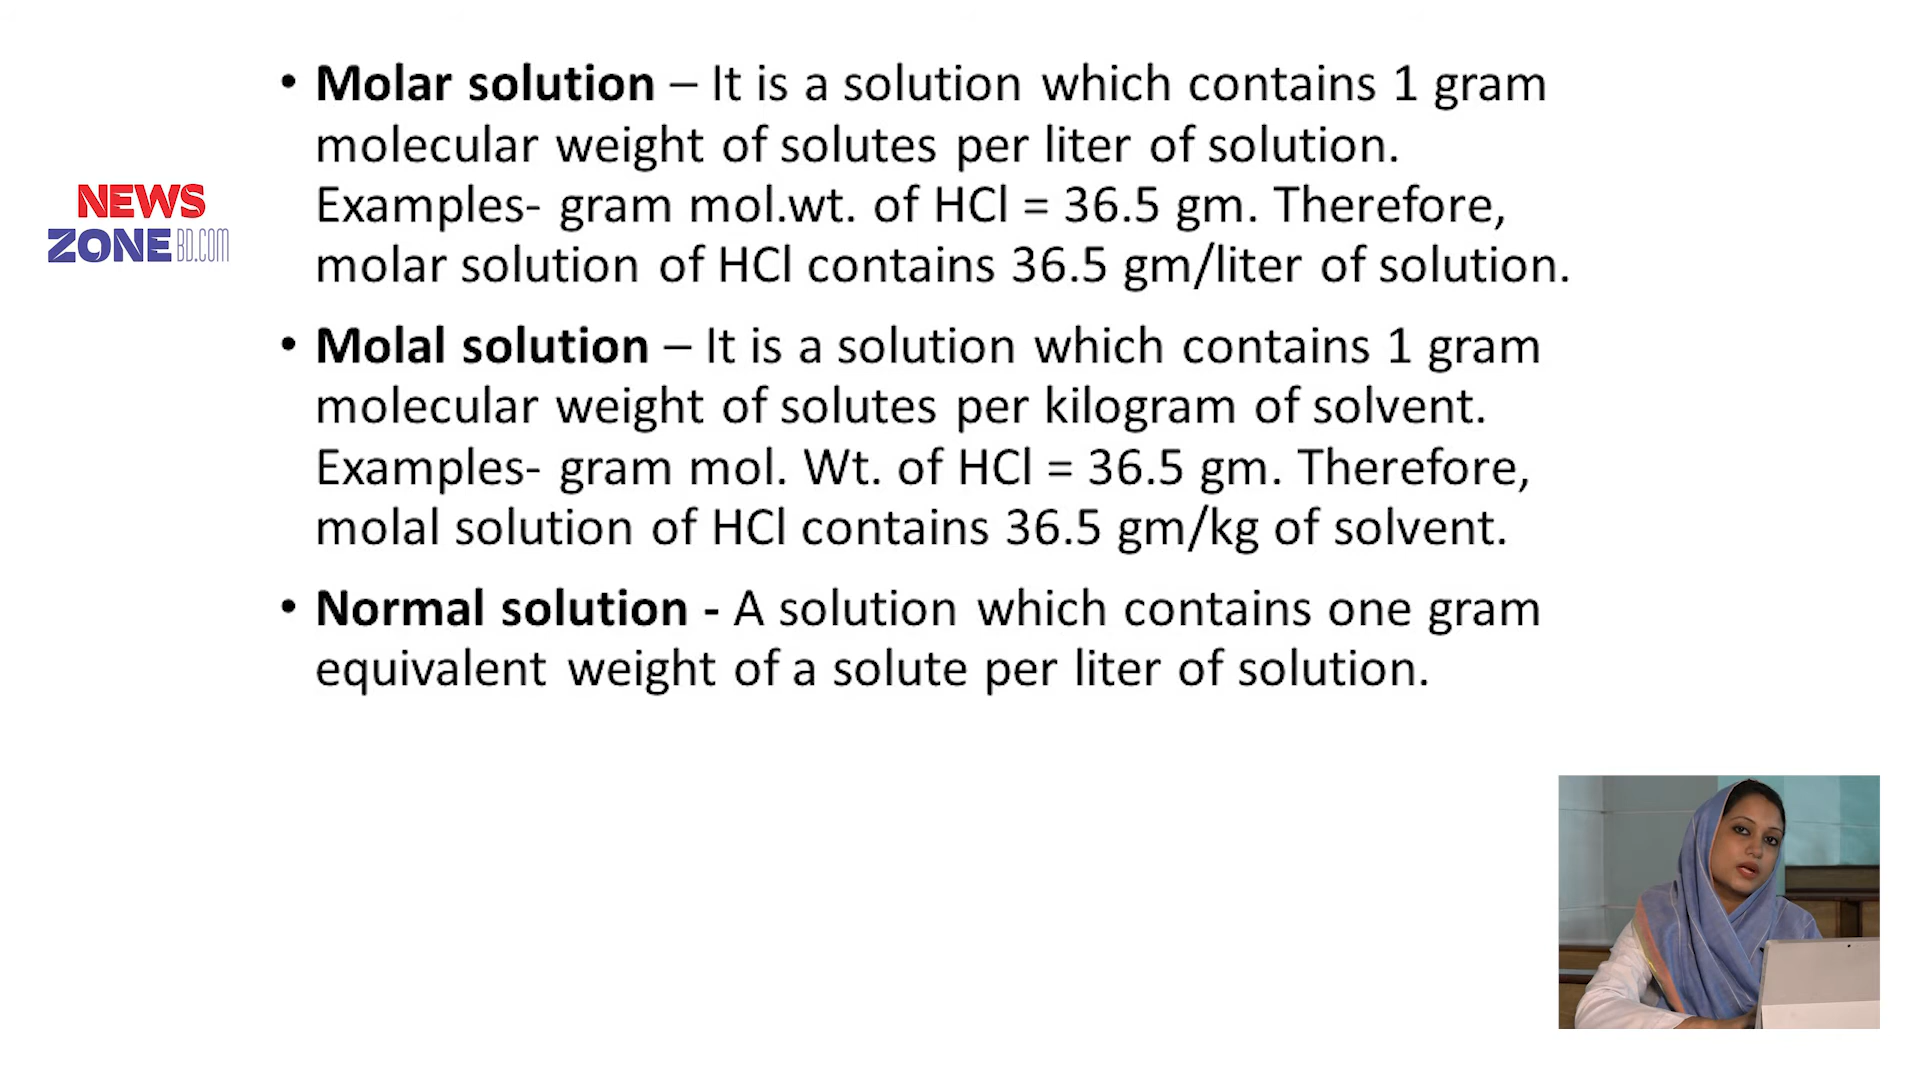 • Molar solution – It is a solution which contains 1 gram
molecular weight of solutes per liter of solution.
Examples- gram mol.wt. of HCl = 36.5 gm. Therefore,
molar solution of HCl contains 36.5 gm/liter of solution.
NEWS
ZONE BD.COM
• Molal solution – It is a solution which contains 1 gram
molecular weight of solutes per kilogram of solvent.
Examples- gram mol. Wt. of HCl = 36.5 gm. Therefore,
molal solution of HCl contains 36.5 gm/kg of solvent.
• Normal solution - A solution which contains one gram
equivalent weight of a solute per liter of solution.